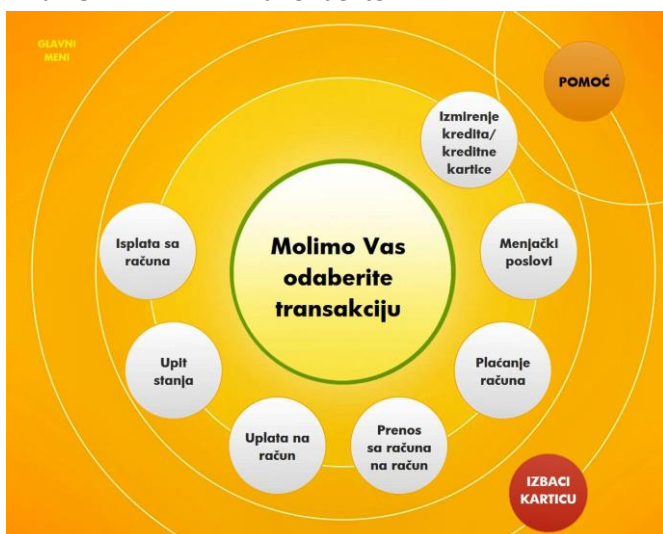 GLAVNI
MENI
POMOĆ
Izmirenje
kredita/
kreditne
kartice
Molimo Vas
odaberite
transakciju
Isplata sa
računa
Menjački
poslovi
Upit
stanja
Plaćanje
računa
Uplata na
račun
Prenos
sa računa
na račun
IZBACI
KARTICU